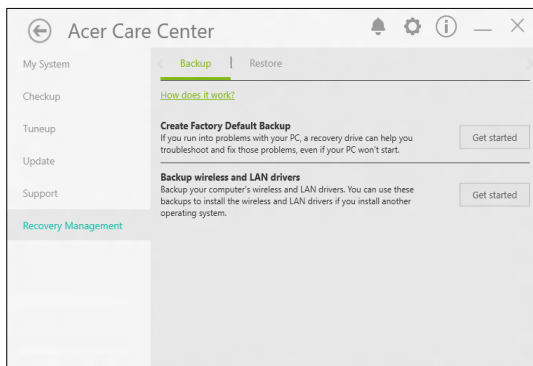 Acer Care Center
My System
Checkup
Tuneup
Update
Support
Recovery Management
Backup
Restore
How does it work?
Create Factory Default Backup
If you run into problems with your PC, a recovery drive can help you
troubleshoot and fix those problems, even if your PC won't start.
Get started
Backup wireless and LAN drivers
Backup your computer's wireless and LAN drivers. You can use these
backups to install the wireless and LAN drivers if you install another
operating system.
Get started